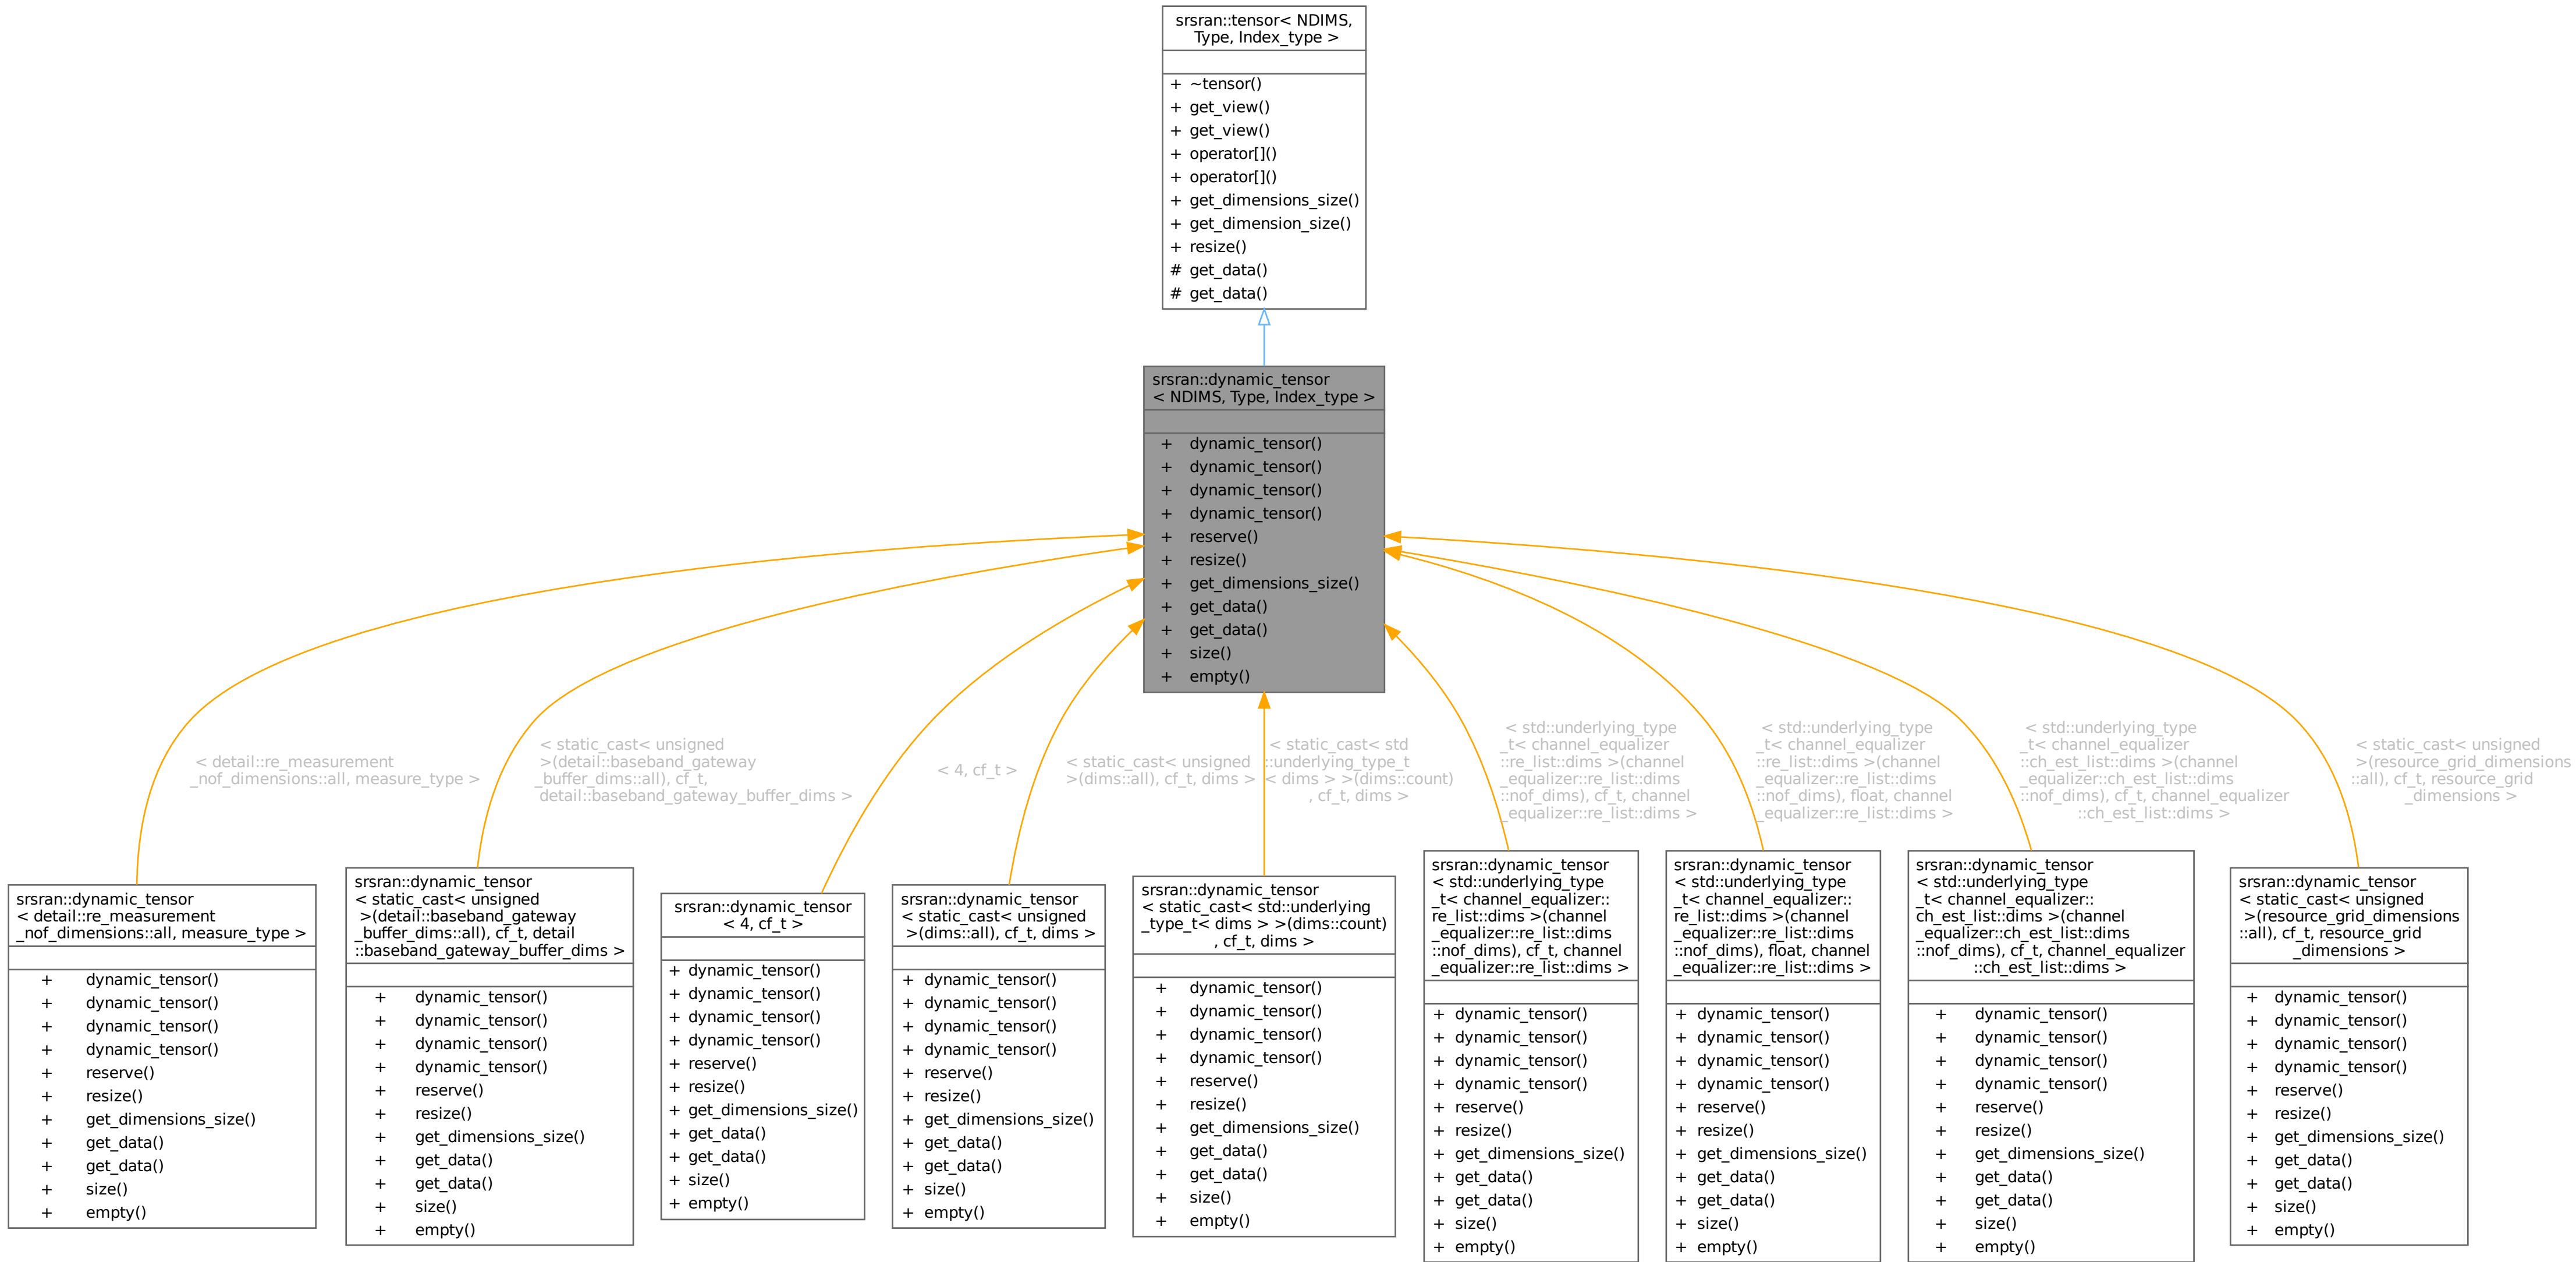 srsran::tensor< NDIMS,
Type, Index_type >
+ ~tensor()
+ get_view()
+ get_view()
+ operator[]()
+ operator[]()
+ get_dimensions_size()
+ get_dimension_size()
+ resize()
# get_data()
# get_data()
srsran::dynamic_tensor
< NDIMS, Type, Index_type >
+ dynamic_tensor()
+ dynamic_tensor()
+ dynamic_tensor()
+ dynamic_tensor()
+ reserve()
+ resize()
+ get_dimensions_size()
+ get_data()
+ get_data()
+ size()
+ empty()
< detail::re_measurement
_nof_dimensions::all, measure_type >
< static_cast< unsigned
>(detail::baseband_gateway
_buffer_dims::all), cf_t,
detail::baseband_gateway_buffer_dims >
< 4, cf_t >
< static_cast< unsigned
>(dims::all), cf_t, dims >
< static_cast< std
::underlying_type_t
< dims > >(dims::count)
, cf_t, dims >
< std::underlying_type
_t< channel_equalizer
::re_list::dims >(channel
_equalizer::re_list::dims
::nof_dims), cf_t, channel
_equalizer::re_list::dims >
< std::underlying_type
_t< channel_equalizer
::re_list::dims >(channel
_equalizer::re_list::dims
::nof_dims), float, channel
_equalizer::re_list::dims >
< std::underlying_type
_t< channel_equalizer
::ch_est_list::dims >(channel
_equalizer::ch_est_list::dims
::nof_dims), cf_t, channel_equalizer
::ch_est_list::dims >
< static_cast< unsigned
>(resource_grid_dimensions
::all), cf_t, resource_grid
_dimensions >
srsran::dynamic_tensor
< detail::re_measurement
_nof_dimensions::all, measure_type >
+ dynamic_tensor()
+ dynamic_tensor()
+ dynamic_tensor()
+ dynamic_tensor()
+ reserve()
+ resize()
+ get_dimensions_size()
+ get_data()
+ get_data()
+ size()
+ empty()
srsran::dynamic_tensor
< static_cast< unsigned
>(detail::baseband_gateway
_buffer_dims::all), cf_t, detail
::baseband_gateway_buffer_dims >
+ dynamic_tensor()
+ dynamic_tensor()
+ dynamic_tensor()
+ dynamic_tensor()
+ reserve()
+ resize()
+ get_dimensions_size()
+ get_data()
+ get_data()
+ size()
+ empty()
srsran::dynamic_tensor
< 4, cf_t >
+ dynamic_tensor()
+ dynamic_tensor()
+ dynamic_tensor()
+ dynamic_tensor()
+ reserve()
+ resize()
+ get_dimensions_size()
+ get_data()
+ get_data()
+ size()
+ empty()
srsran::dynamic_tensor
< static_cast< unsigned
>(dims::all), cf_t, dims >
+ dynamic_tensor()
+ dynamic_tensor()
+ dynamic_tensor()
+ dynamic_tensor()
+ reserve()
+ resize()
+ get_dimensions_size()
+ get_data()
+ get_data()
+ size()
+ empty()
srsran::dynamic_tensor
< static_cast< std::underlying
_type_t< dims > >(dims::count)
, cf_t, dims >
+ dynamic_tensor()
+ dynamic_tensor()
+ dynamic_tensor()
+ dynamic_tensor()
+ reserve()
+ resize()
+ get_dimensions_size()
+ get_data()
+ get_data()
+ size()
+ empty()
srsran::dynamic_tensor
< std::underlying_type
_t< channel_equalizer::
re_list::dims >(channel
_equalizer::re_list::dims
::nof_dims), cf_t, channel
_equalizer::re_list::dims >
+ dynamic_tensor()
+ dynamic_tensor()
+ dynamic_tensor()
+ dynamic_tensor()
+ reserve()
+ resize()
+ get_dimensions_size()
+ get_data()
+ get_data()
+ size()
+ empty()
srsran::dynamic_tensor
< std::underlying_type
_t< channel_equalizer::
re_list::dims >(channel
_equalizer::re_list::dims
::nof_dims), float, channel
_equalizer::re_list::dims >
+ dynamic_tensor()
+ dynamic_tensor()
+ dynamic_tensor()
+ dynamic_tensor()
+ reserve()
+ resize()
+ get_dimensions_size()
+ get_data()
+ get_data()
+ size()
+ empty()
srsran::dynamic_tensor
< std::underlying_type
_t< channel_equalizer::
ch_est_list::dims >(channel
_equalizer::ch_est_list::dims
::nof_dims), cf_t, channel_equalizer
::ch_est_list::dims >
+ dynamic_tensor()
+ dynamic_tensor()
+ dynamic_tensor()
+ dynamic_tensor()
+ reserve()
+ resize()
+ get_dimensions_size()
+ get_data()
+ get_data()
+ size()
+ empty()
srsran::dynamic_tensor
< static_cast< unsigned
>(resource_grid_dimensions
::all), cf_t, resource_grid
_dimensions >
+ dynamic_tensor()
+ dynamic_tensor()
+ dynamic_tensor()
+ dynamic_tensor()
+ reserve()
+ resize()
+ get_dimensions_size()
+ get_data()
+ get_data()
+ size()
+ empty()